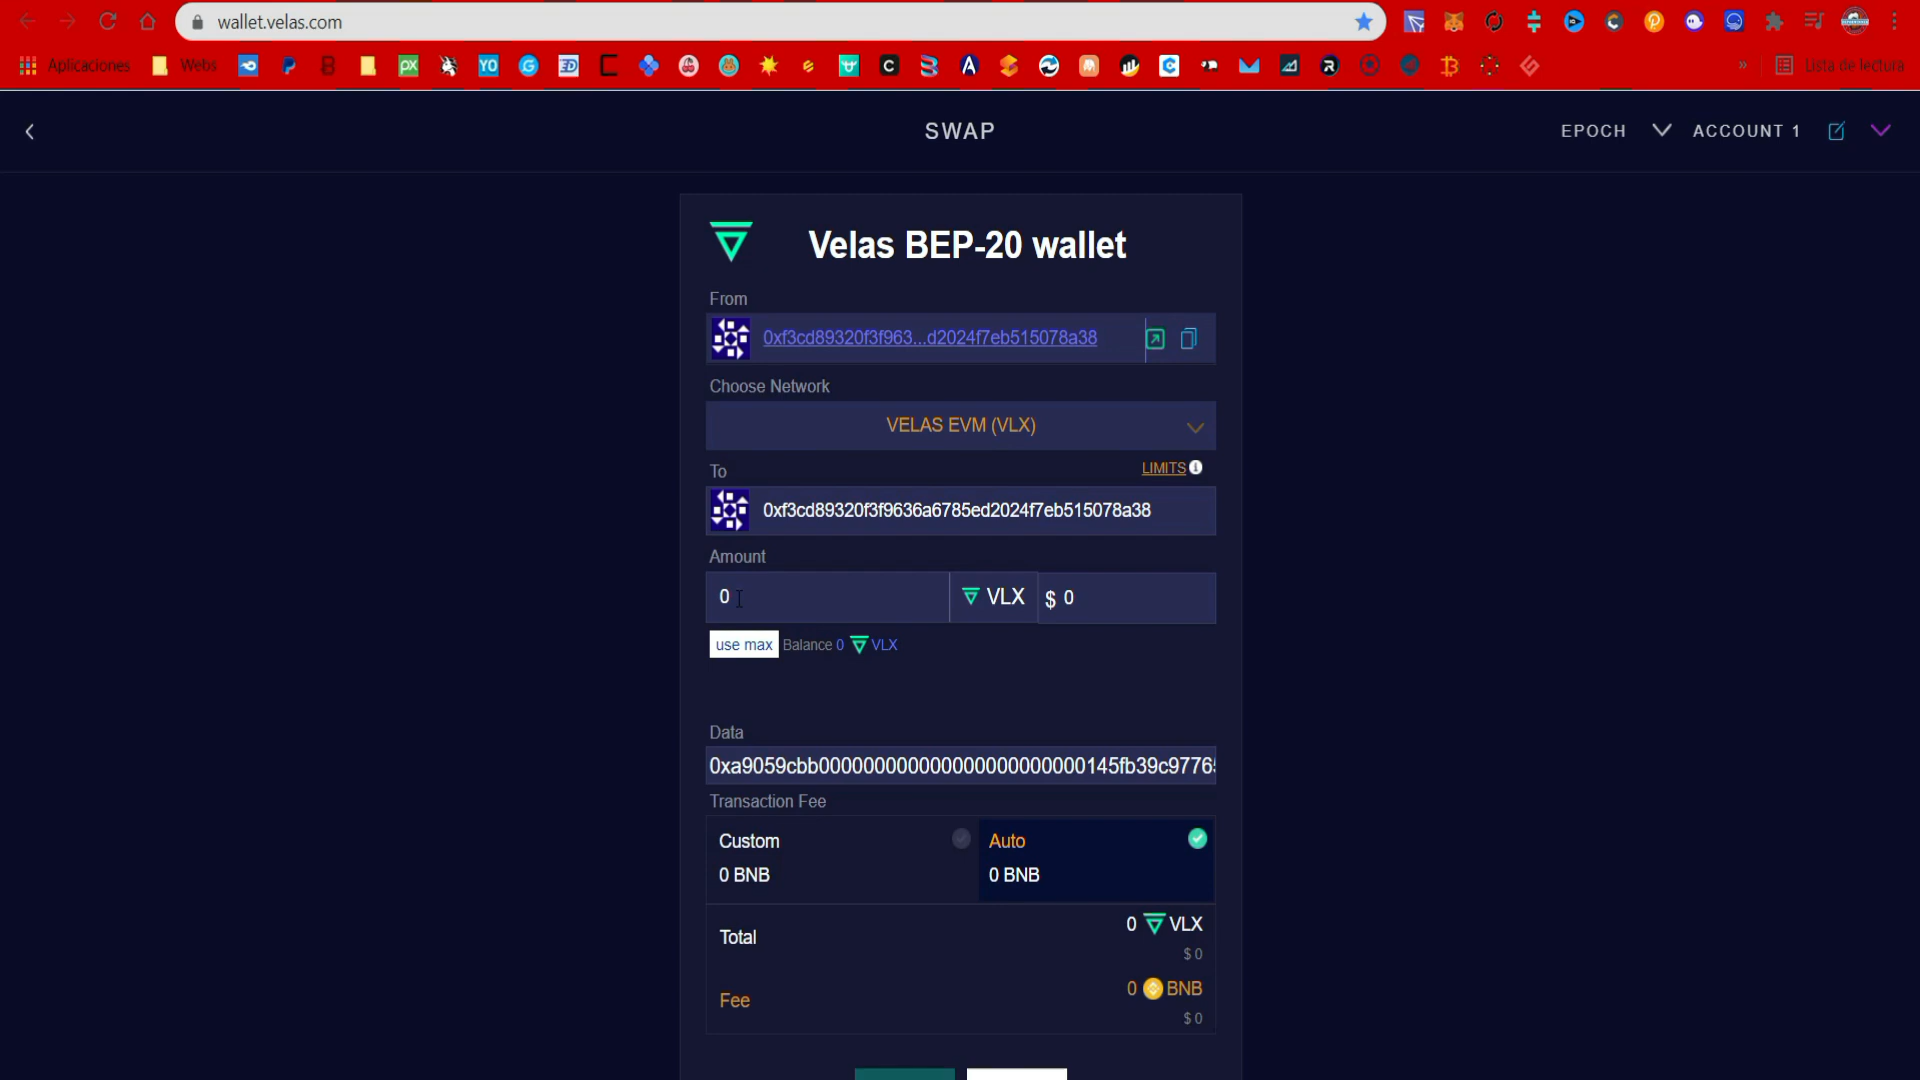 wallet.velas.com
Aplicaciones
Webs
Lista de lectura
SWAP
EPOCH
ACCOUNT 1
Velas BEP-20 wallet
From
0xf3cd89320f3f963...d2024f7eb515078a38
Choose Network
VELAS EVM (VLX)
To
LIMITS
0xf3cd89320f3f9636a6785ed2024f7eb515078a38
Amount
0
VLX
$ 0
use max Balance 0 VLX
Data
0xa9059cbb000000000000000000000000145fb39c9776
Transaction Fee
Custom
Auto
0 BNB
0 BNB
Total
0 VLX
$ 0
Fee
0 BNB
$ 0